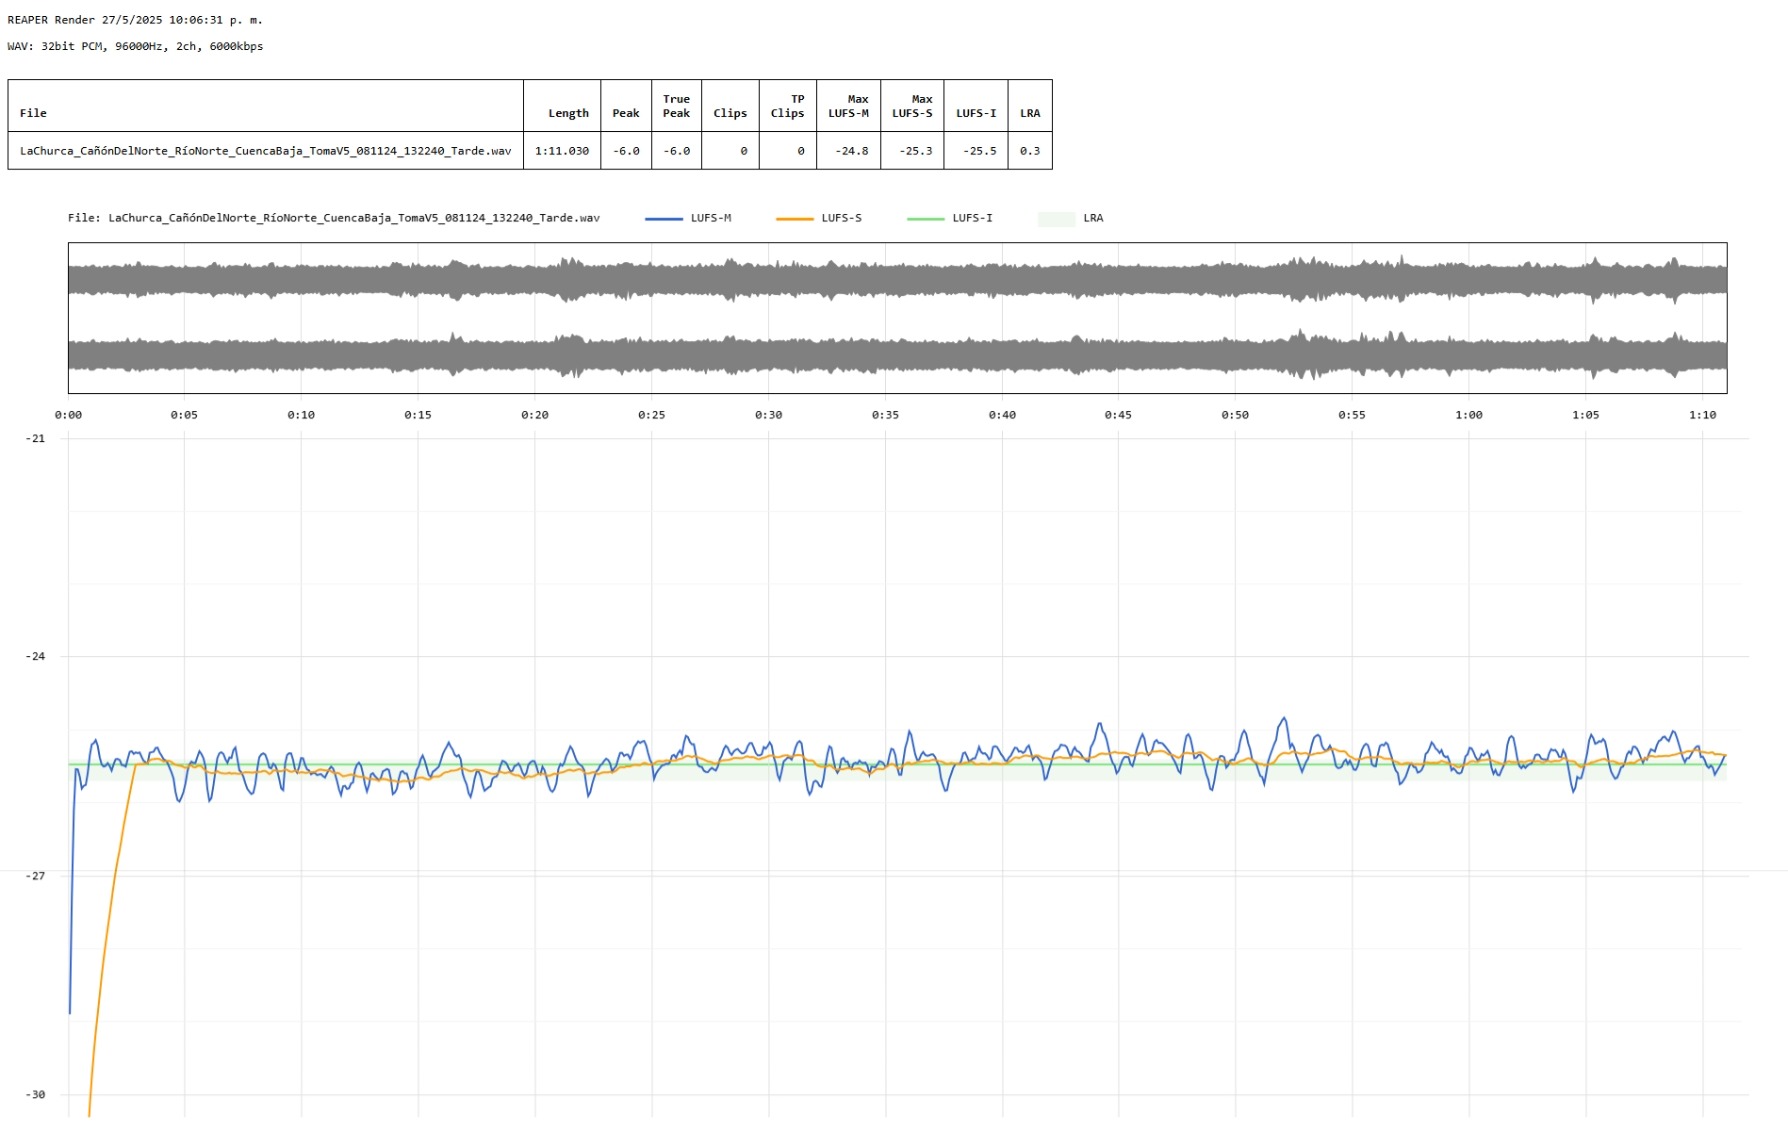 REAPER Render 27/5/2025 10:06:31 p. m.
WAV: 32bit PCM, 96000Hz, 2ch, 6000kbps
File Length Peak True Peak Clips TP Clips Max LUFS-M Max LUFS-S LUFS-I LRA
LaChurca_CañónDelNorte_RíoNorte_CuencaBaja_TomaV5_081124_132240_Tarde.wav 1:11.030 -6.0 -6.0 0 0 -24.8 -25.3 -25.5 0.3
File: LaChurca_CañónDelNorte_RíoNorte_CuencaBaja_TomaV5_081124_132240_Tarde.wav LUFS-M LUFS-S LUFS-I LRA
0:00 0:05 0:10 0:15 0:20 0:25 0:30 0:35 0:40 0:45 0:50 0:55 1:00 1:05 1:10
-21
-24
-27
-30